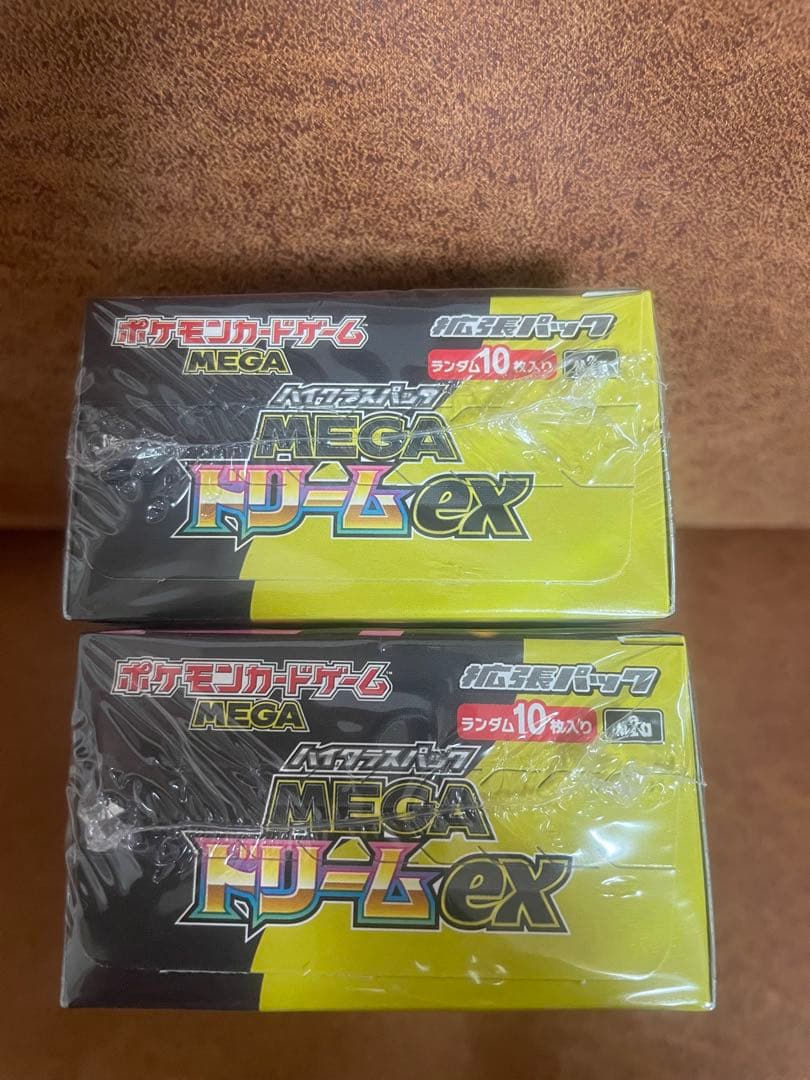 ポケモンカードゲーム
MEGA
拡張パック
ランダム10枚入り
ハイクラスパック
MEGA
ドリームex
ポケモンカードゲーム
MEGA
拡張パック
ランダム10枚入り
ハイクラスパック
MEGA
ドリームex